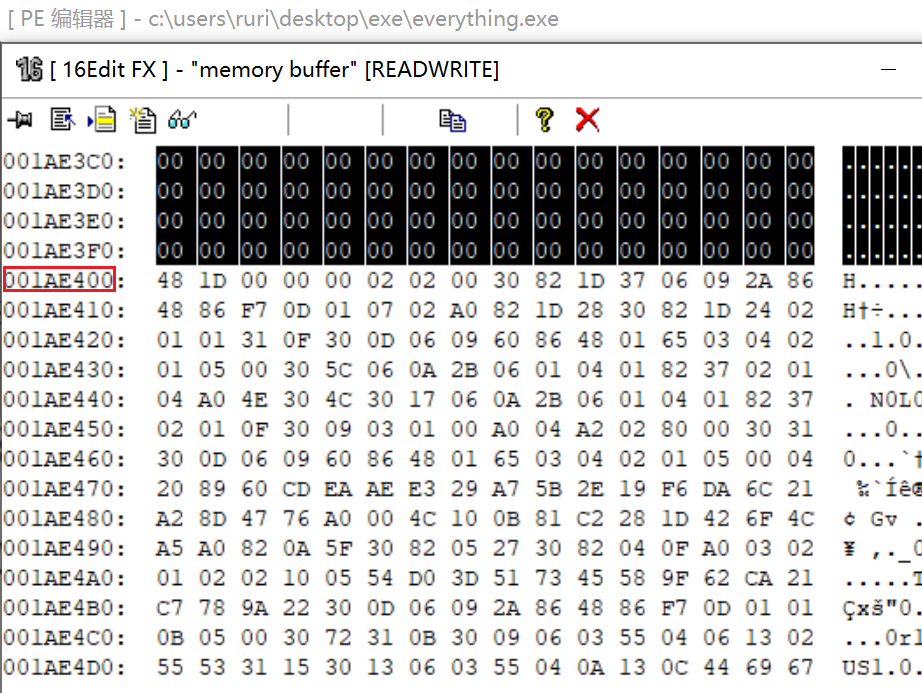 [ PE 编辑器 ] - c:\users\ruri\desktop\exe\everything.exe
16 [ 16Edit FX ] - "memory buffer" [READWRITE]
001AE3C0: 00 00 00 00 00 00 00 00 00 00 00 00 00 00 00 00 ......
001AE3D0: 00 00 00 00 00 00 00 00 00 00 00 00 00 00 00 00 ......
001AE3E0: 00 00 00 00 00 00 00 00 00 00 00 00 00 00 00 00 ......
001AE3F0: 00 00 00 00 00 00 00 00 00 00 00 00 00 00 00 00 ......
001AE400: 48 1D 00 00 00 02 02 00 30 82 1D 37 06 09 2A 86 H.....
001AE410: 48 86 F7 0D 01 07 02 A0 82 1D 28 30 82 1D 24 02 H†÷...
001AE420: 01 01 31 0F 30 0D 06 09 60 86 48 01 65 03 04 02 ..1.0.
001AE430: 01 05 00 30 5C 06 0A 2B 06 01 04 01 82 37 02 01 ...0\.
001AE440: 04 A0 4E 30 4C 30 17 06 0A 2B 06 01 04 01 82 37 . N0L0
001AE450: 02 01 0F 30 09 03 01 00 A0 04 A2 02 80 00 30 31 ...0..
001AE460: 30 0D 06 09 60 86 48 01 65 03 04 02 01 05 00 04 0...`†
001AE470: 20 89 60 CD EA AE E3 29 A7 5B 2E 19 F6 DA 6C 21 ‰`Íê®
001AE480: A2 8D 47 76 A0 00 4C 10 0B 81 C2 28 1D 42 6F 4C ¢ Gv .
001AE490: A5 A0 82 0A 5F 30 82 05 27 30 82 04 0F A0 03 02 ¥ ‚._0
001AE4A0: 01 02 02 10 05 54 D0 3D 51 73 45 58 9F 62 CA 21 .....T
001AE4B0: C7 78 9A 22 30 0D 06 09 2A 86 48 86 F7 0D 01 01 Çxš"0.
001AE4C0: 0B 05 00 30 72 31 0B 30 09 06 03 55 04 06 13 02 ...0r1
001AE4D0: 55 53 31 15 30 13 06 03 55 04 0A 13 0C 44 69 67 US1.0.